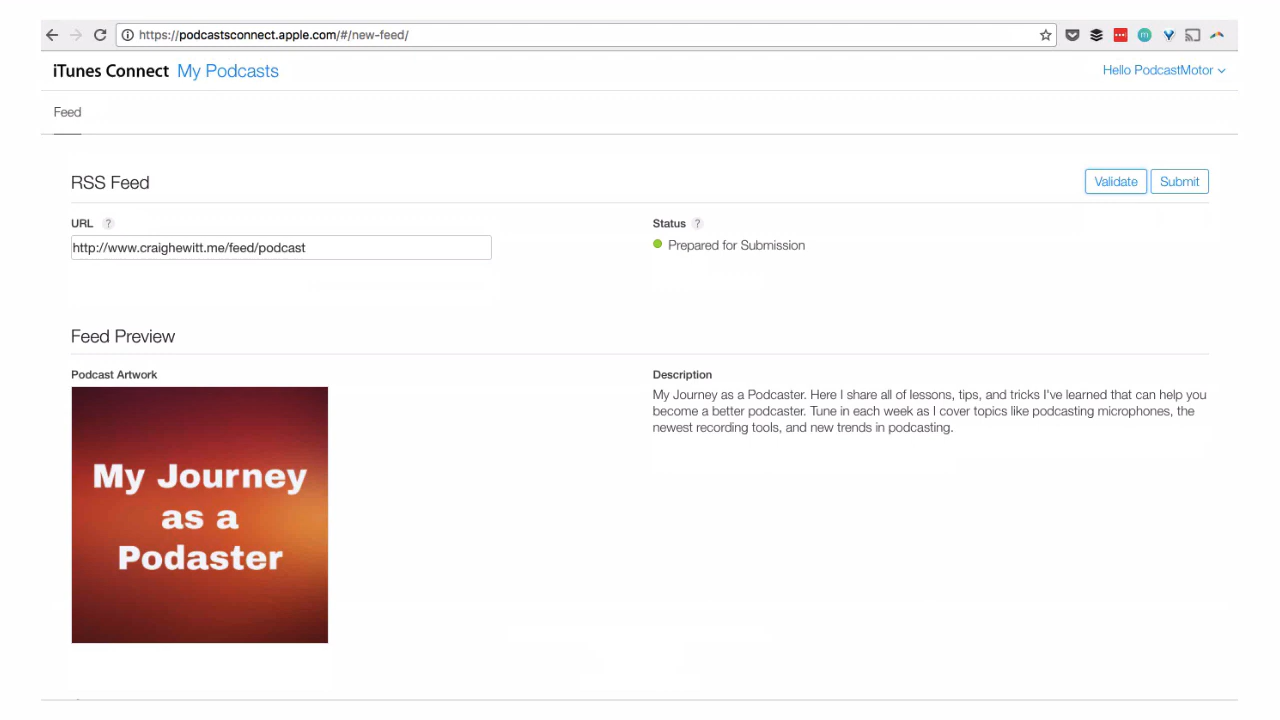 https://podcastsconnect.apple.com/#/new-feed/
iTunes Connect My Podcasts
Hello PodcastMotor
Feed
RSS Feed
Validate Submit
URL ?
Status ?
http://www.craighewitt.me/feed/podcast
Prepared for Submission
Feed Preview
Podcast Artwork
Description
My Journey as a Podcaster. Here I share all of lessons, tips, and tricks I've learned that can help you
become a better podcaster. Tune in each week as I cover topics like podcasting microphones, the
newest recording tools, and new trends in podcasting.
My Journey
as a
Podaster